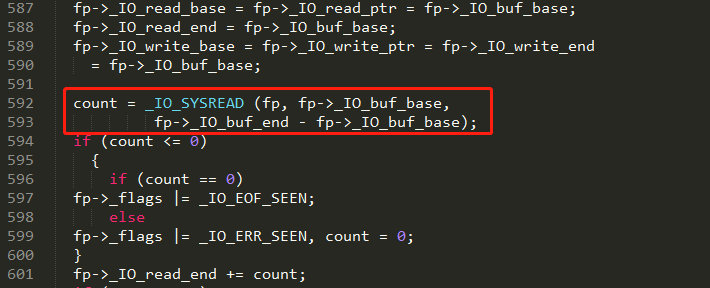 587 fp->_IO_read_base = fp->_IO_read_ptr = fp->_IO_buf_base;
588 fp->_IO_read_end = fp->_IO_buf_base;
589 fp->_IO_write_base = fp->_IO_write_ptr = fp->_IO_write_end
590 = fp->_IO_buf_base;
591
592 count = _IO_SYSREAD (fp, fp->_IO_buf_base,
593 fp->_IO_buf_end - fp->_IO_buf_base);
594 if (count <= 0)
595 {
596 if (count == 0)
597 fp->_flags |= _IO_EOF_SEEN;
598 else
599 fp->_flags |= _IO_ERR_SEEN, count = 0;
600 }
601 fp->_IO_read_end += count;